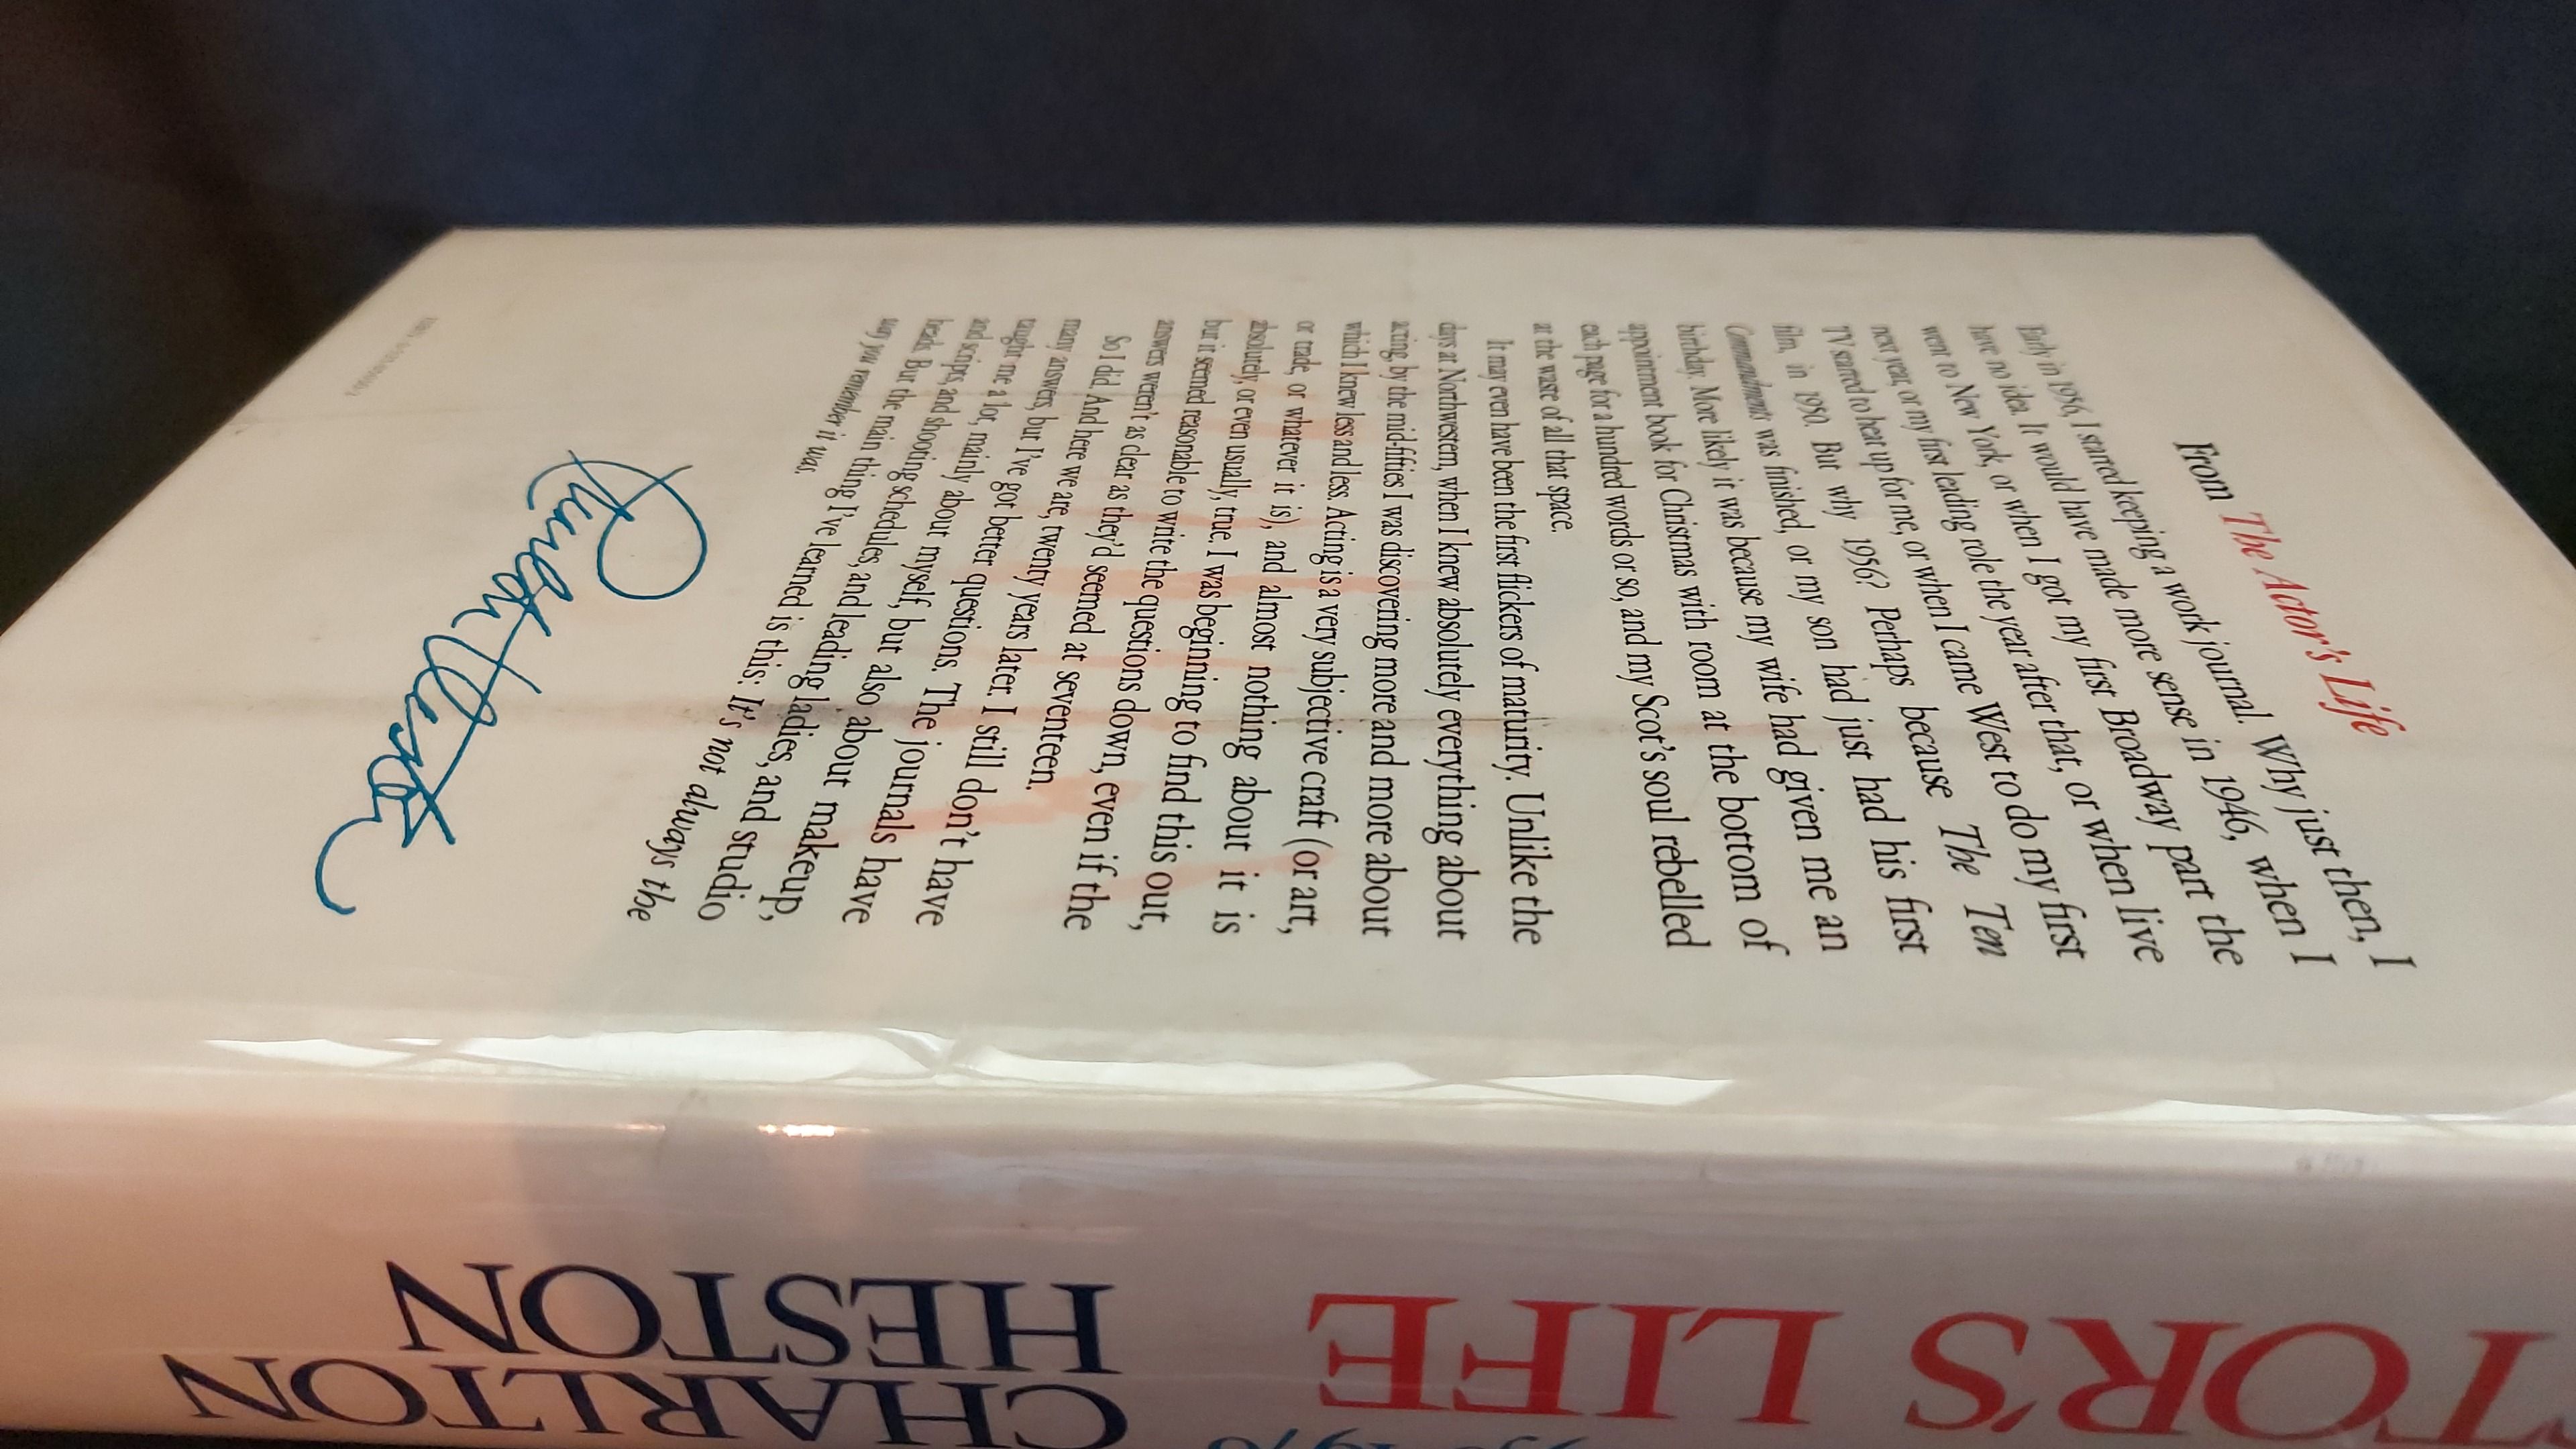 From The Actor's Life
Early in 1956, I started keeping a work journal. Why just then, I
have no idea. It would have made more sense in 1946, when I
went to New York, or when I got my first Broadway part the
next year, or my first leading role the year after that, or when live
TV started to heat up for me, or when I came West to do my first
film, in 1950. But why 1956? Perhaps because The Ten
Commandments was finished, or my son had just had his first
birthday. More likely it was because my wife had given me an
appointment book for Christmas with room at the bottom of
each page for a hundred words or so, and my Scot's soul rebelled
at the waste of all that space.
It may even have been the first flickers of maturity. Unlike the
days at Northwestern, when I knew absolutely everything about
acting, by the mid-fifties I was discovering more and more about
which I knew less and less. Acting is a very subjective craft (or art,
or trade, or whatever it is), and almost nothing about it is
absolutely, or even usually, true. I was beginning to find this out,
but it seemed reasonable to write the questions down, even if the
answers weren't as clear as they'd seemed at seventeen.
So I did. And here we are, twenty years later. I still don't have
many answers, but I've got better questions. The journals have
taught me a lot, mainly about myself, but also about makeup,
and scripts, and shooting schedules, and leading ladies, and studio
heads. But the main thing I've learned is this: It's not always the
way you remember it was.
Charlton Heston
CHARLTON
HESTON
TOR'S LIFE